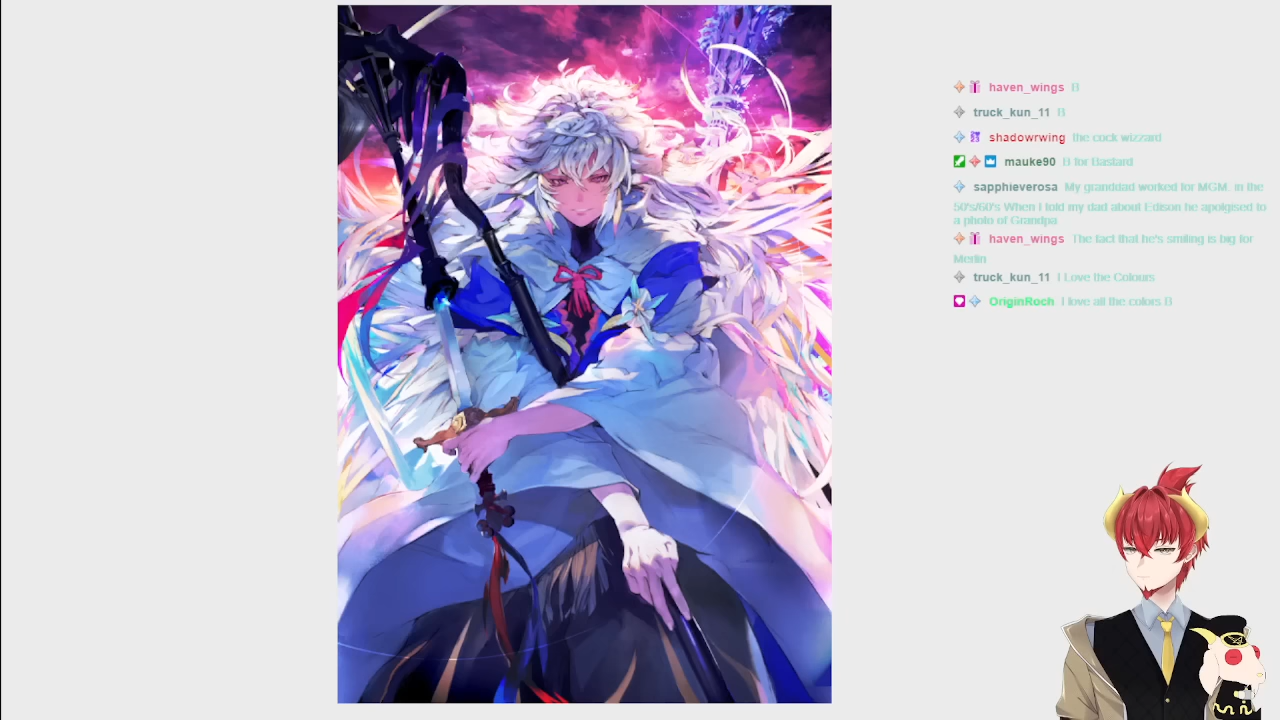 haven_wings B
truck_kun_11 B
shadowrwing the cock wizzard
mauke90 B for Bastard
sapphieverosa My granddad worked for MGM. in the
50's/60's When I told my dad about Edison he apolgised to
a photo of Grandpa
haven_wings The fact that he's smiling is big for
Merlin
truck_kun_11 I Love the Colours
OriginRoch I love all the colors B